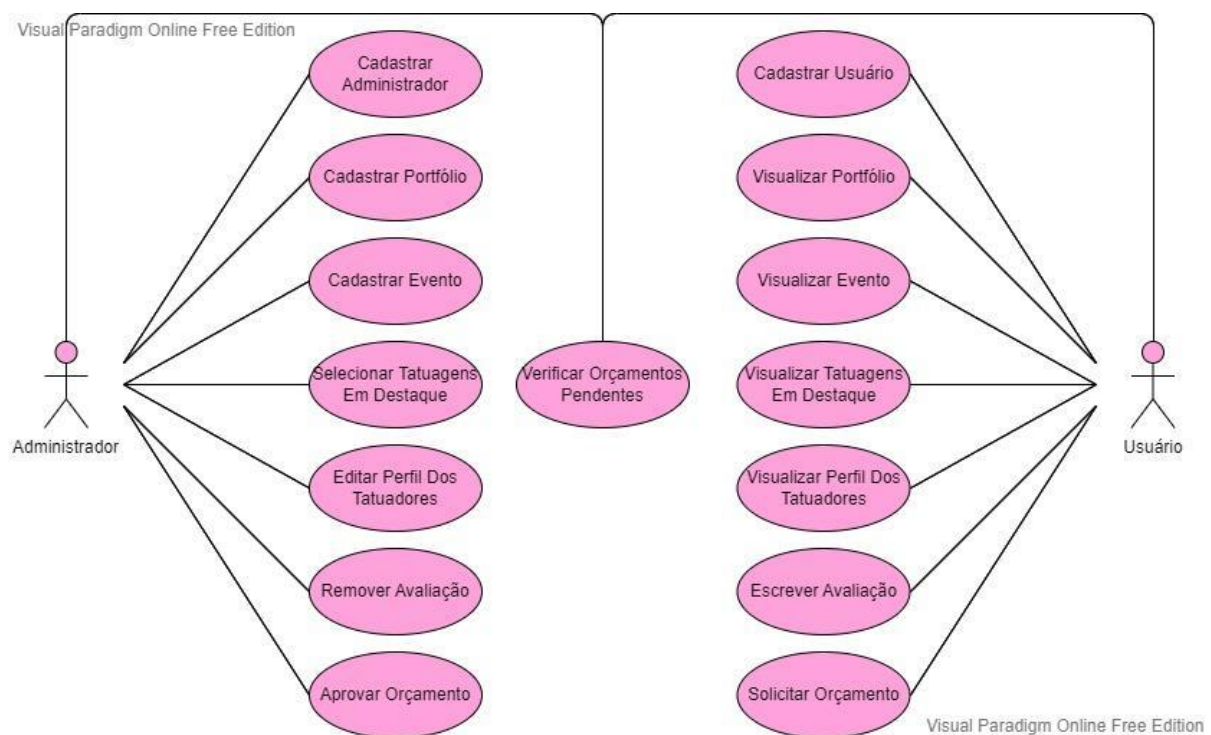 Visual Paradigm Online Free Edition
Cadastrar
Administrador
Cadastrar Usuário
Cadastrar Portfólio
Visualizar Portfólio
Cadastrar Evento
Visualizar Evento
Selecionar Tatuagens
Em Destaque
Verificar Orçamentos
Pendentes
Visualizar Tatuagens
Em Destaque
Administrador
Usuário
Editar Perfil Dos
Tatuadores
Visualizar Perfil Dos
Tatuadores
Remover Avaliação
Escrever Avaliação
Aprovar Orçamento
Solicitar Orçamento
Visual Paradigm Online Free Edition